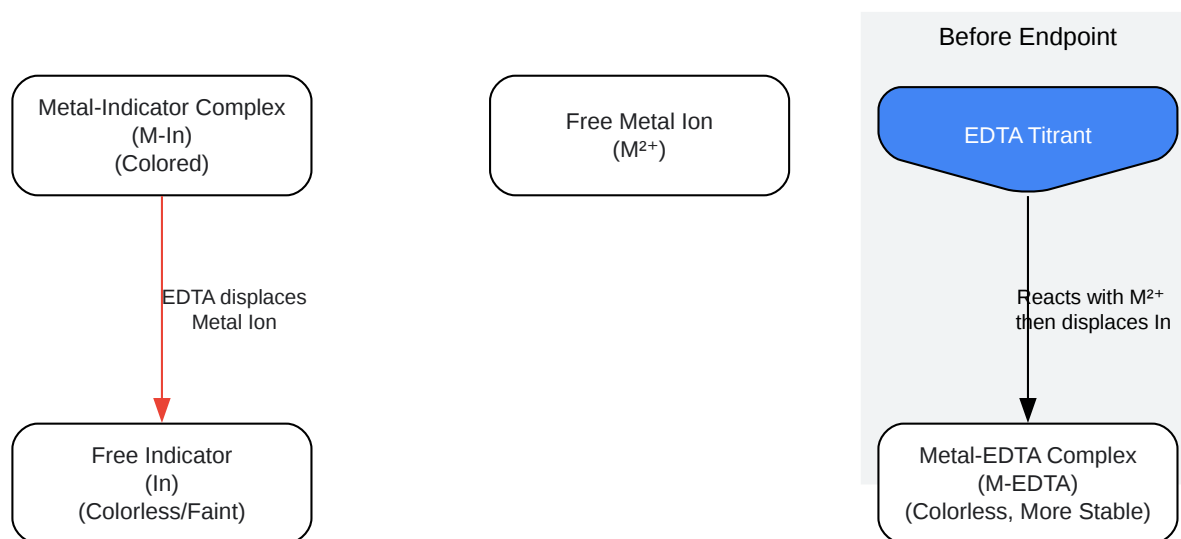 Before Endpoint
Metal-Indicator Complex
(M-In)
(Colored)
Free Metal Ion
(M²⁺)
EDTA Titrant
EDTA displaces
Metal Ion
Reacts with M²⁺
then displaces In
Free Indicator
(In)
(Colorless/Faint)
Metal-EDTA Complex
(M-EDTA)
(Colorless, More Stable)